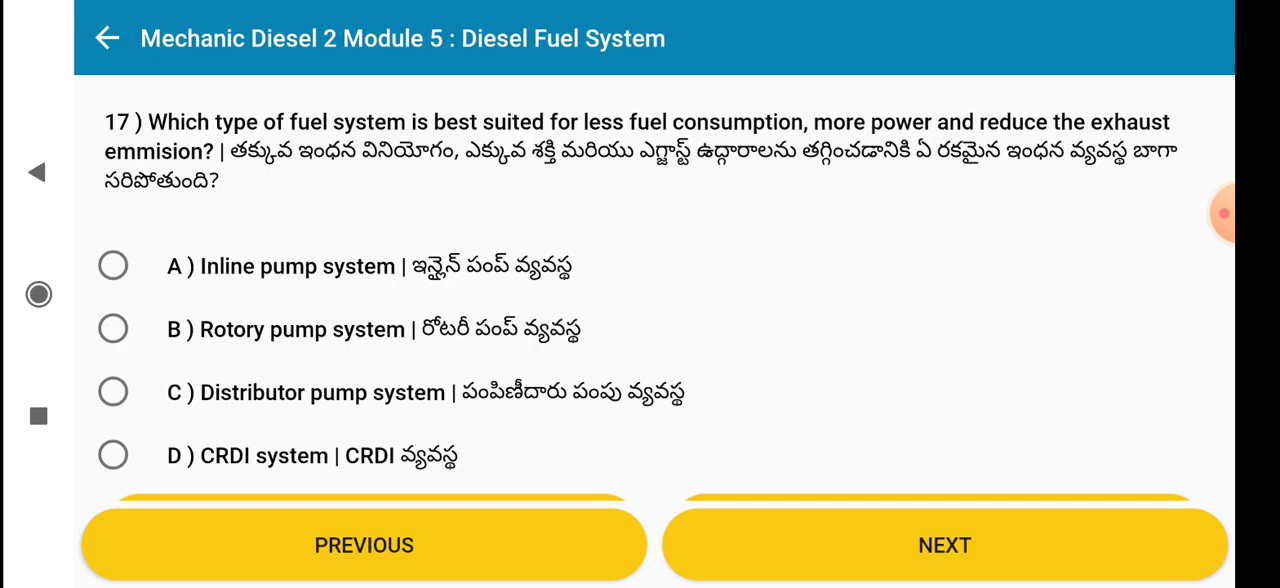 Mechanic Diesel 2 Module 5 : Diesel Fuel System
17 ) Which type of fuel system is best suited for less fuel consumption, more power and reduce the exhaust
emmision? | తక్కువ ఇంధన వినియోగం, ఎక్కువ శక్తి మరియు ఎగ్జాస్ట్ ఉద్గారాలను తగ్గించడానికి ఏ రకమైన ఇంధన వ్యవస్థ బాగా
సరిపోతుంది?
A ) Inline pump system | ఇన్లైన్ పంప్ వ్యవస్థ
B ) Rotory pump system | రోటరీ పంప్ వ్యవస్థ
C ) Distributor pump system | పంపిణీదారు పంపు వ్యవస్థ
D ) CRDI system | CRDI వ్యవస్థ
PREVIOUS
NEXT